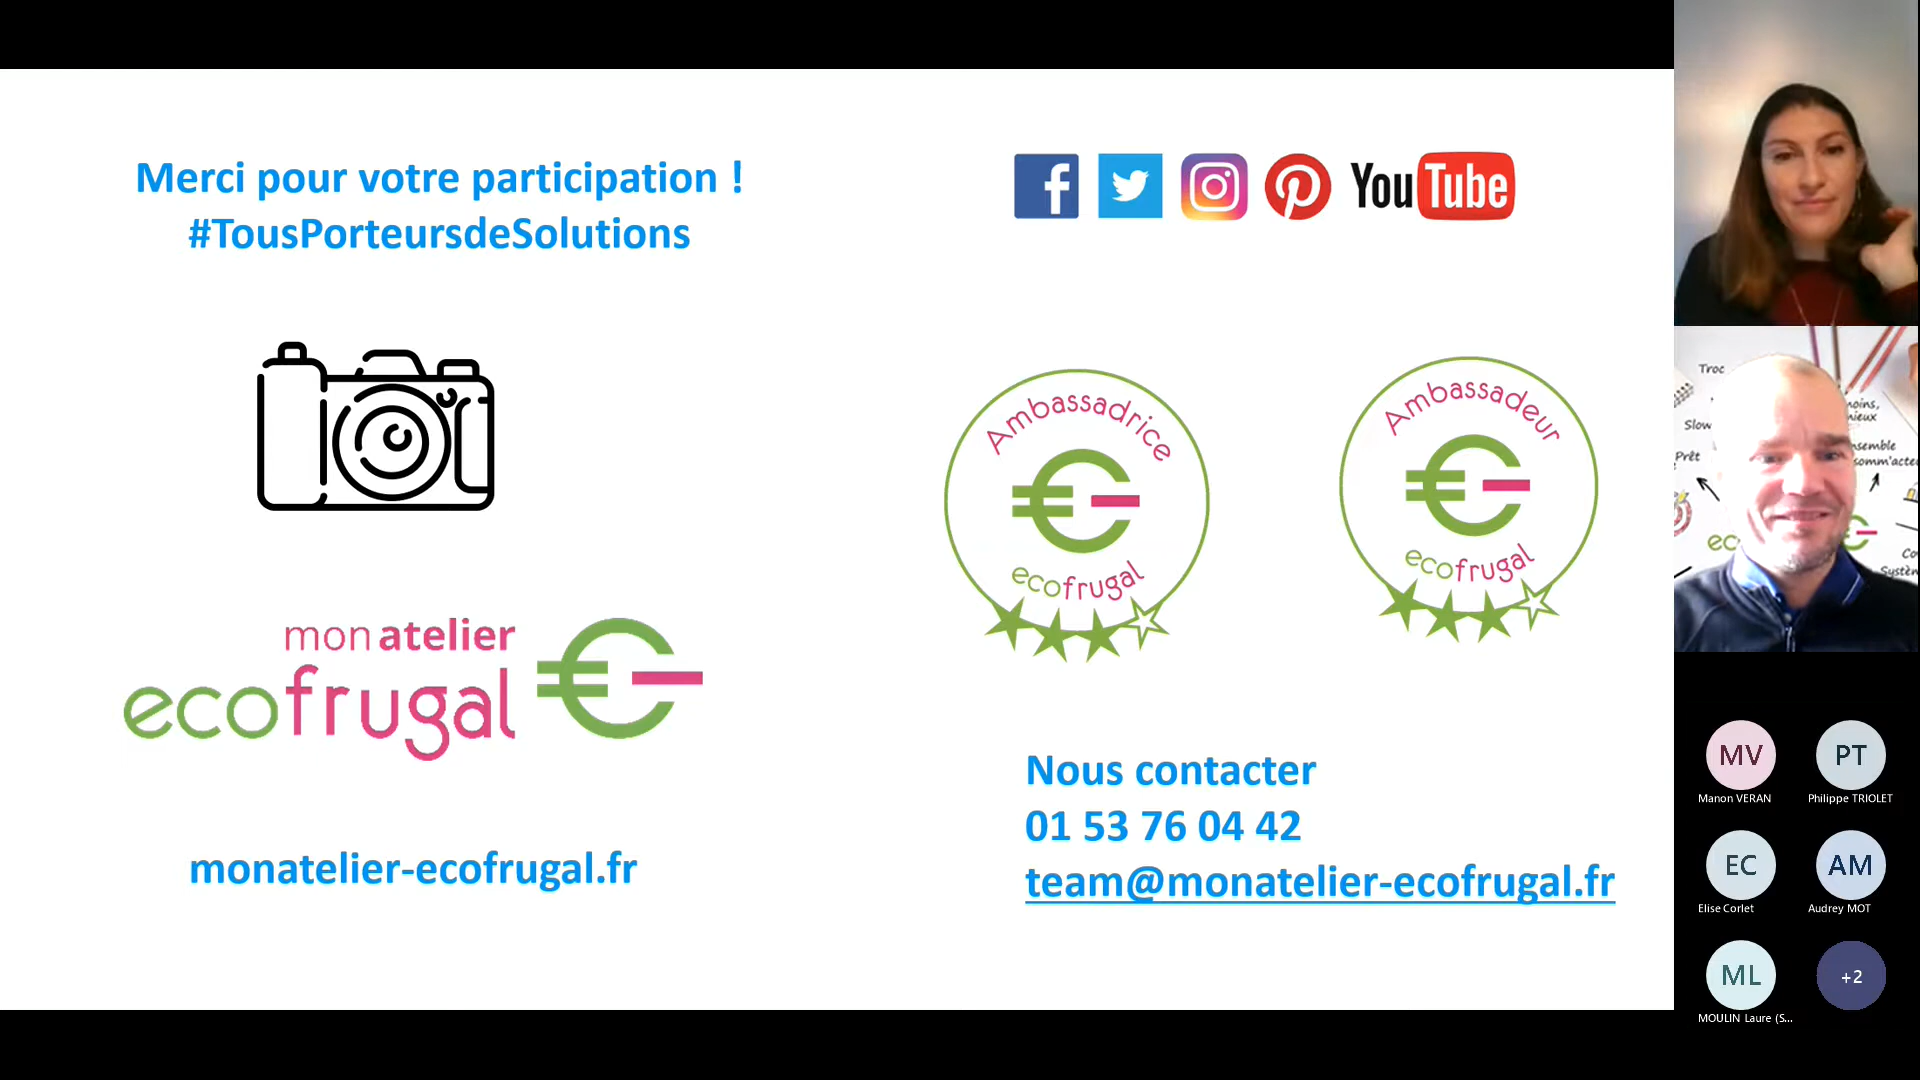 Merci pour votre participation !
#TousPorteursdeSolutions
mon atelier
ecofrugal
monatelier-ecofrugal.fr
f
You Tube
Ambassadrice
ecofrugal
Ambassadeur
ecofrugal
Nous contacter
01 53 76 04 42
team@monatelier-ecofrugal.fr
Troc
Slow
Prêt
MV
PT
Manon VERAN
Philippe TRIOLET
EC
AM
Elise Corlet
Audrey MOT
ML
+2
MOULIN Laure (S...